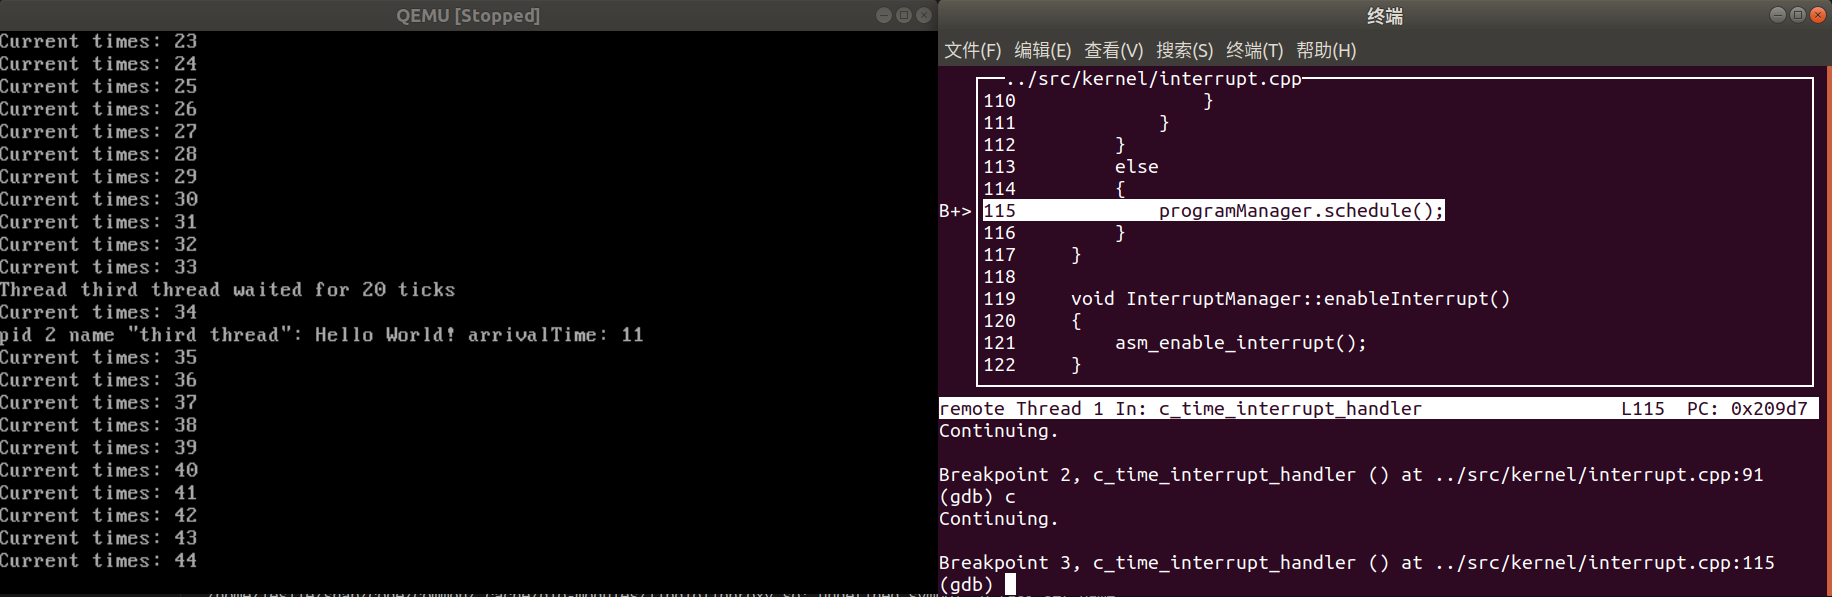 QEMU [Stopped]
Current times: 23
Current times: 24
Current times: 25
Current times: 26
Current times: 27
Current times: 28
Current times: 29
Current times: 30
Current times: 31
Current times: 32
Current times: 33
Thread third thread waited for 20 ticks
Current times: 34
pid 2 name "third thread": Hello World! arrivalTime: 11
Current times: 35
Current times: 36
Current times: 37
Current times: 38
Current times: 39
Current times: 40
Current times: 41
Current times: 42
Current times: 43
Current times: 44
终端
文件(F) 编辑(E) 查看(V) 搜索(S) 终端(T) 帮助(H)
../src/kernel/interrupt.cpp
110 }
111 }
112 }
113 else
114 {
B+> 115 programManager.schedule();
116 }
117 }
118
119 void InterruptManager::enableInterrupt()
120 {
121 asm_enable_interrupt();
122 }
remote Thread 1 In: c_time_interrupt_handler L115 PC: 0x209d7
Continuing.
Breakpoint 2, c_time_interrupt_handler () at ../src/kernel/interrupt.cpp:91
(gdb) c
Continuing.
Breakpoint 3, c_time_interrupt_handler () at ../src/kernel/interrupt.cpp:115
(gdb)